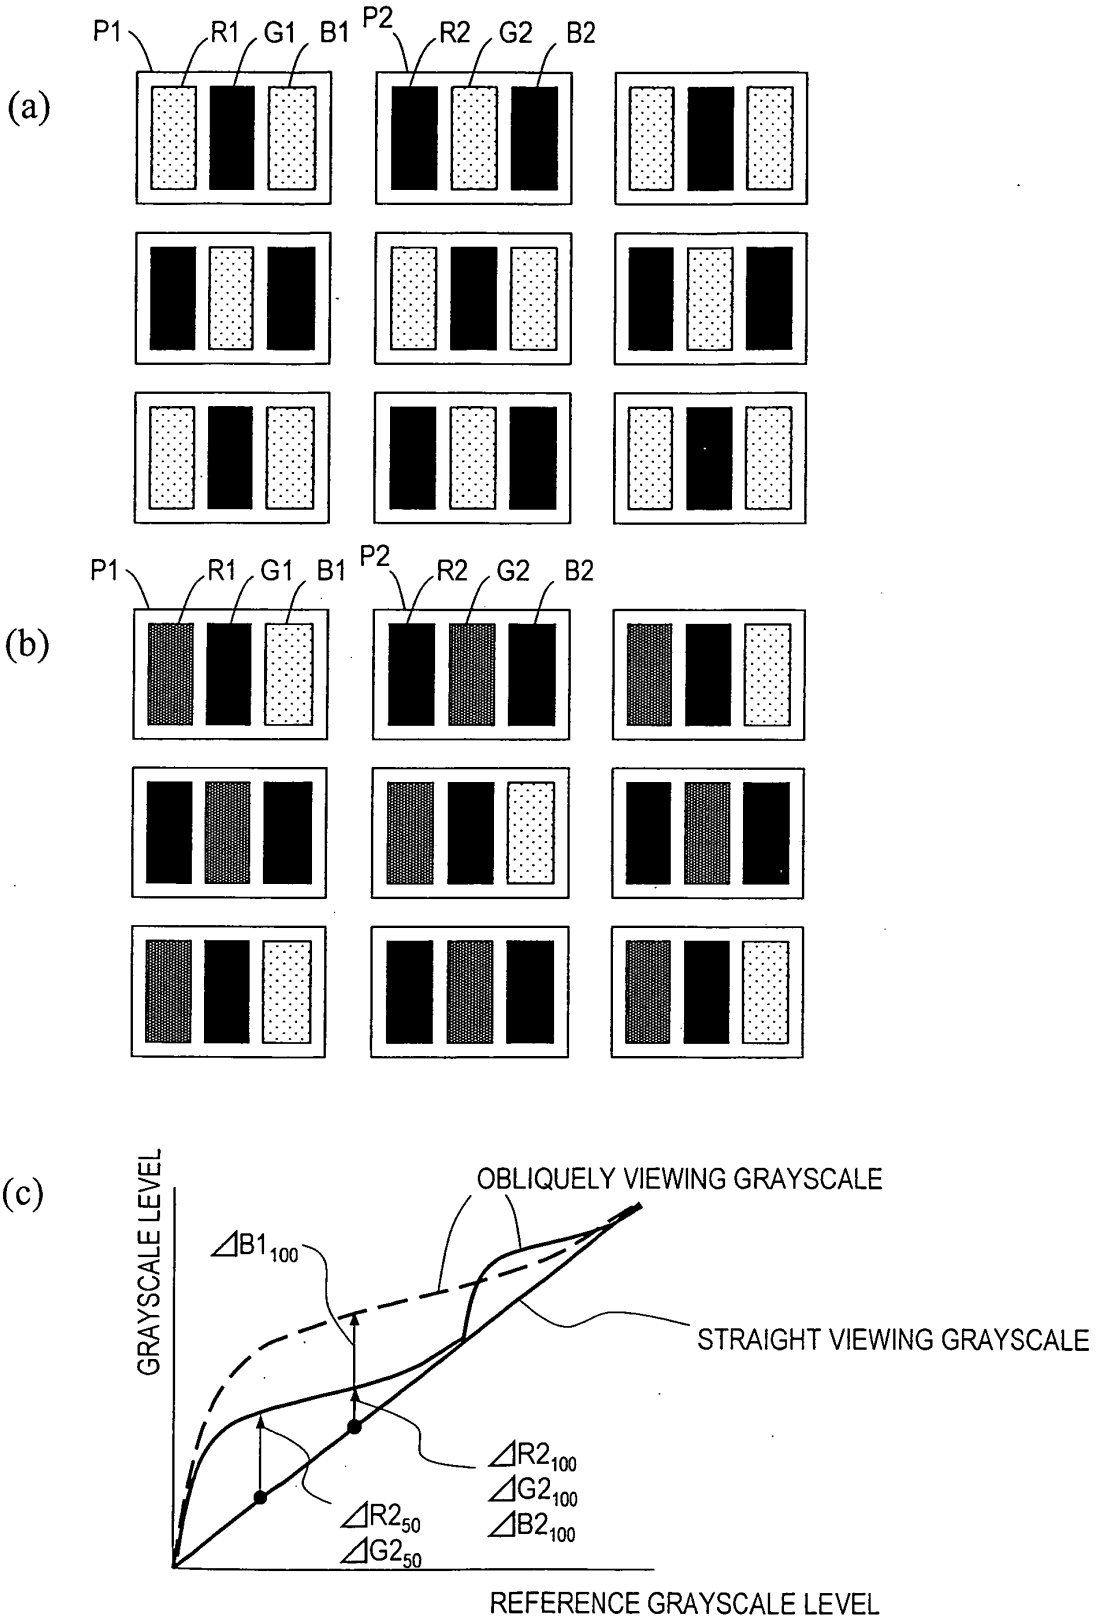 (a)
P1 R1 G1 B1 P2 R2 G2 B2
(b)
P1 R1 G1 B1 P2 R2 G2 B2
(c)
GRAYSCALE LEVEL
OBLIQUELY VIEWING GRAYSCALE
⊿B1₁₀₀
STRAIGHT VIEWING GRAYSCALE
⊿R2₁₀₀
⊿G2₁₀₀
⊿B2₁₀₀
⊿R2₅₀
⊿G2₅₀
REFERENCE GRAYSCALE LEVEL